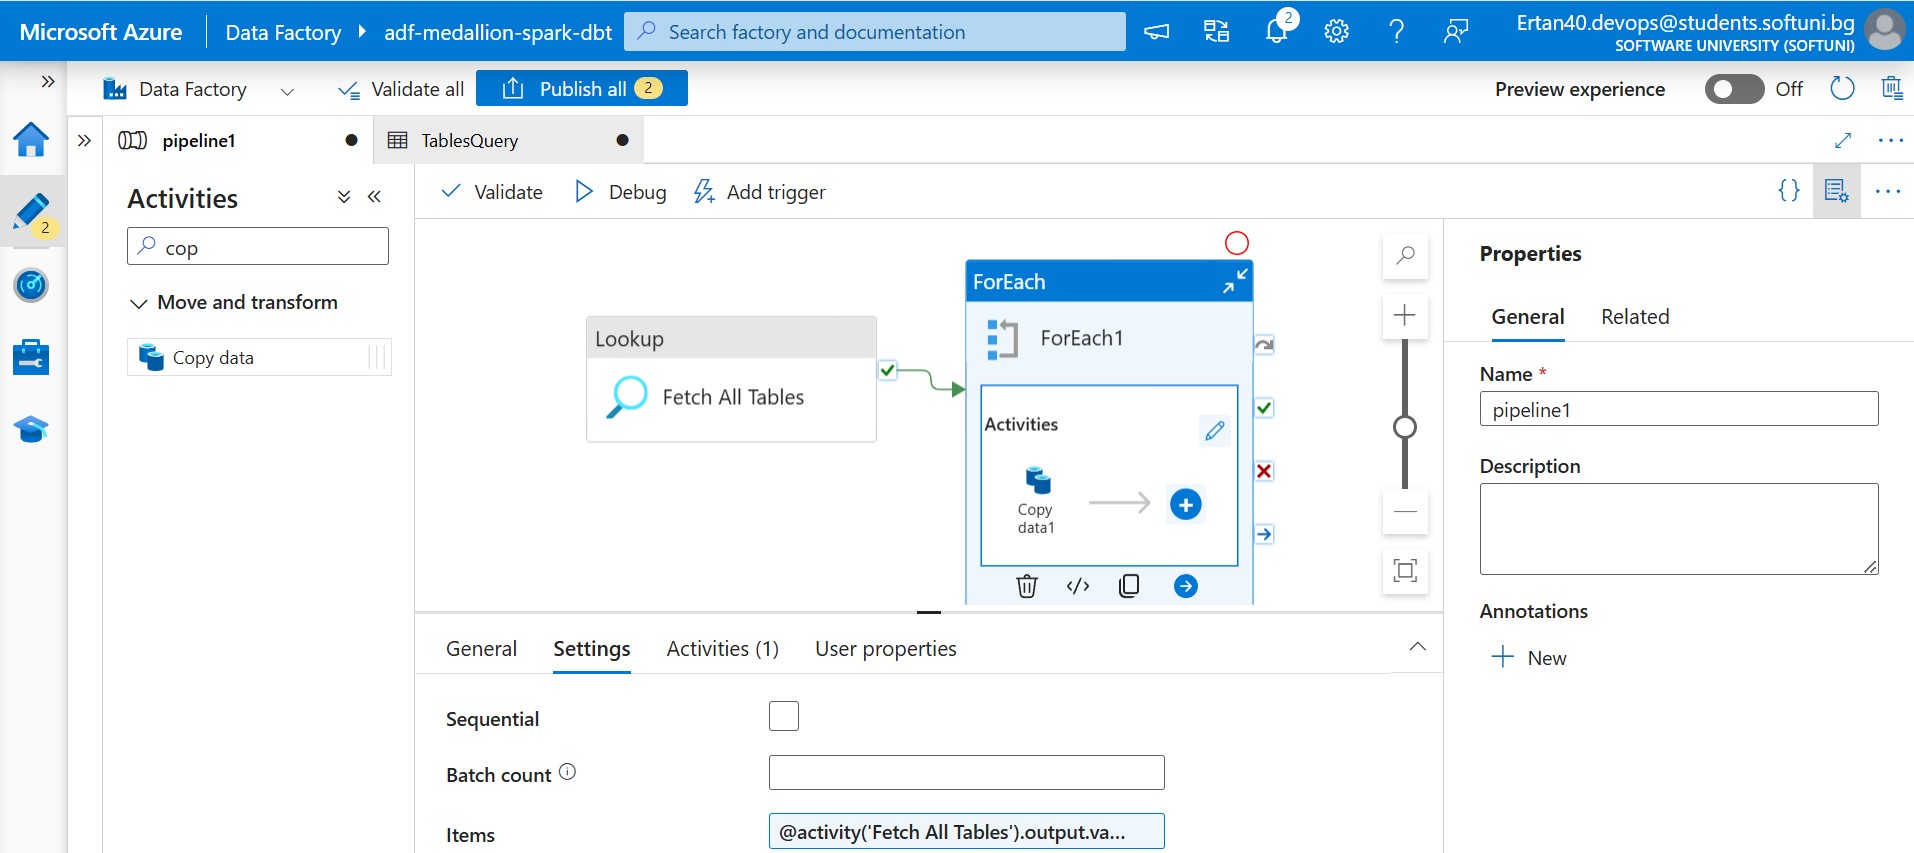 Microsoft Azure
Data Factory
adf-medallion-spark-dbt
Search factory and documentation
2
Ertan40.devops@students.softuni.bg
SOFTWARE UNIVERSITY (SOFTUNI)
Data Factory
Validate all
Publish all 2
Preview experience
Off
pipeline1
TablesQuery
2
Activities
Validate
Debug
Add trigger
{}
cop
Move and transform
Copy data
Lookup
Fetch All Tables
ForEach
ForEach1
Activities
Copy
data1
Properties
General
Related
Name *
pipeline1
Description
Annotations
New
General
Settings
Activities (1)
User properties
Sequential
Batch count
Items
@activity('Fetch All Tables').output.va...